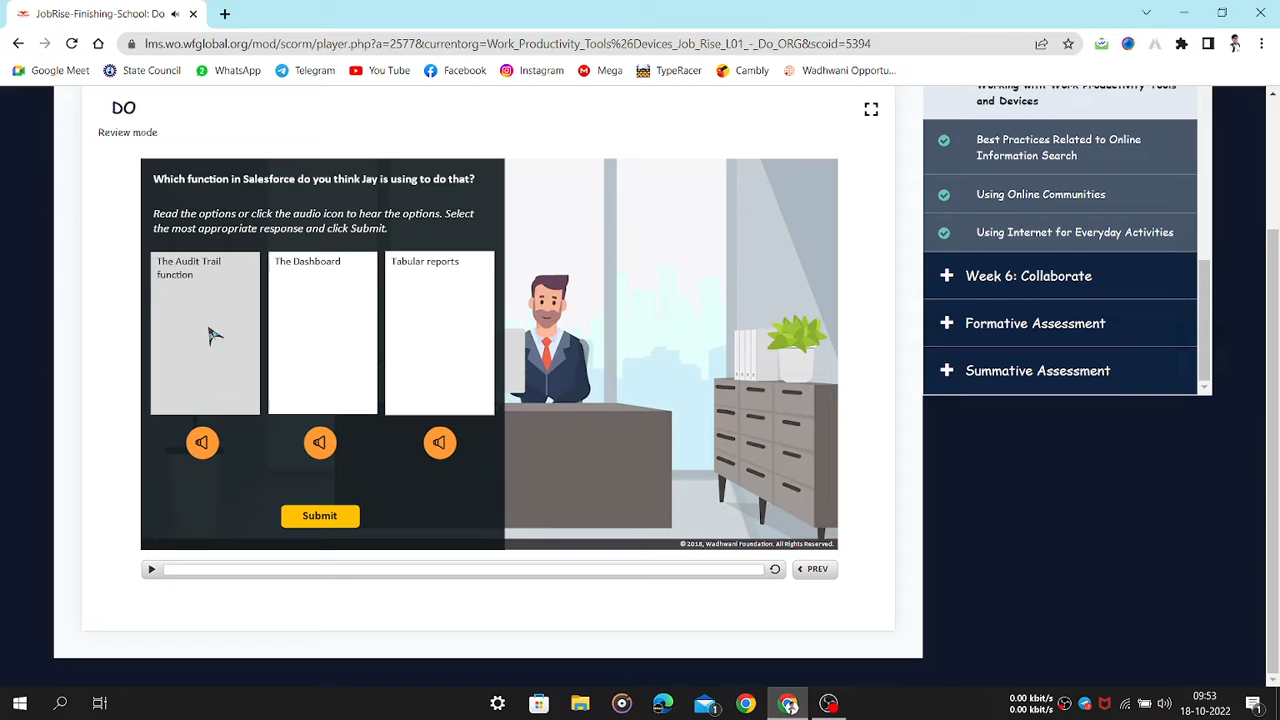 JobRise-Finishing-School: Do
lms.wo.wfglobal.org/mod/scorm/player.php?a=2577&currentorg=Work_Productivity_Tools%26Devices_Job_Rise_L01_-_Do_ORG&scoid=5394
Google Meet
State Council
WhatsApp
Telegram
You Tube
Facebook
Instagram
Mega
TypeRacer
Cambly
Wadhwani Opportu...
DO
Review mode
Which function in Salesforce do you think Jay is using to do that?
Read the options or click the audio icon to hear the options. Select
the most appropriate response and click Submit.
The Audit Trail
function
The Dashboard
Tabular reports
Submit
© 2018, Wadhwani Foundation. All Rights Reserved.
PREV
Working with Work Productivity Tools
and Devices
Best Practices Related to Online
Information Search
Using Online Communities
Using Internet for Everyday Activities
Week 6: Collaborate
Formative Assessment
Summative Assessment
0.00 kbit/s
0.00 kbit/s
09:53
18-10-2022
1
1